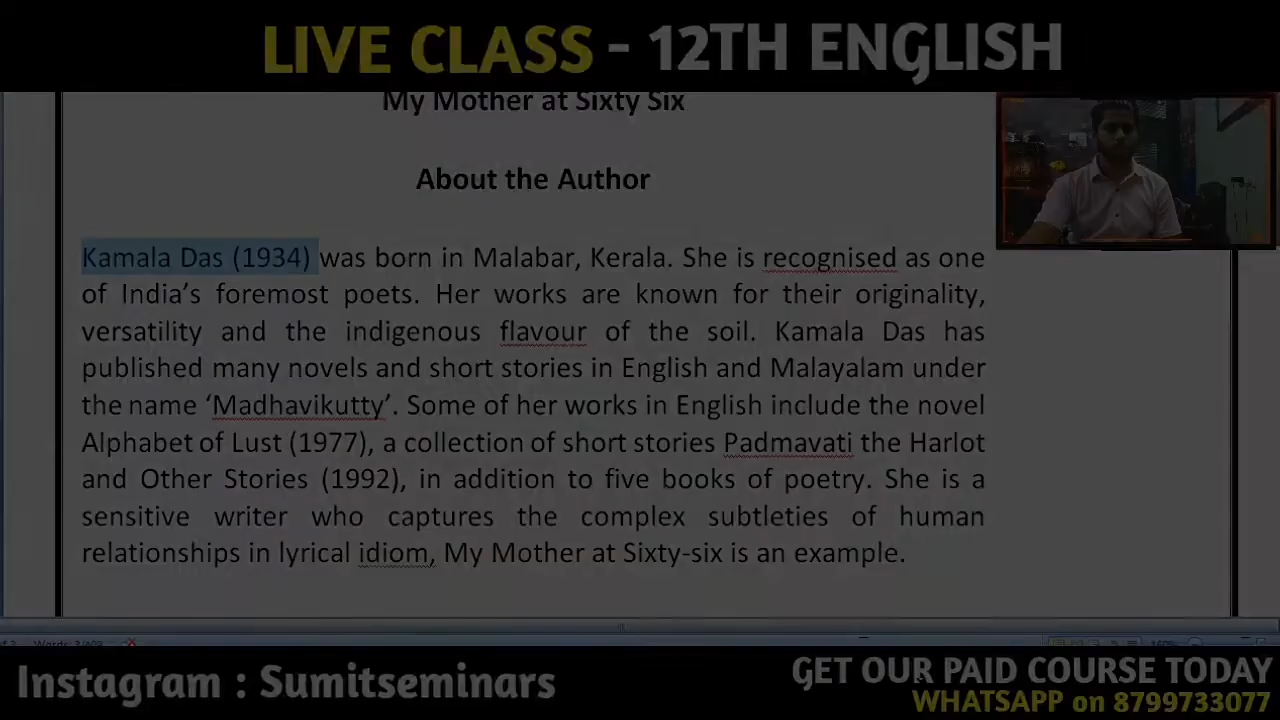 LIVE CLASS - 12TH ENGLISH
My Mother at Sixty Six
About the Author
Kamala Das (1934) was born in Malabar, Kerala. She is recognised as one
of India’s foremost poets. Her works are known for their originality,
versatility and the indigenous flavour of the soil. Kamala Das has
published many novels and short stories in English and Malayalam under
the name ‘Madhavikutty’. Some of her works in English include the novel
Alphabet of Lust (1977), a collection of short stories Padmavati the Harlot
and Other Stories (1992), in addition to five books of poetry. She is a
sensitive writer who captures the complex subtleties of human
relationships in lyrical idiom, My Mother at Sixty-six is an example.
Words:
160%
Instagram : Sumitseminars
GET OUR PAID COURSE TODAY
WHATSAPP on 8799733077